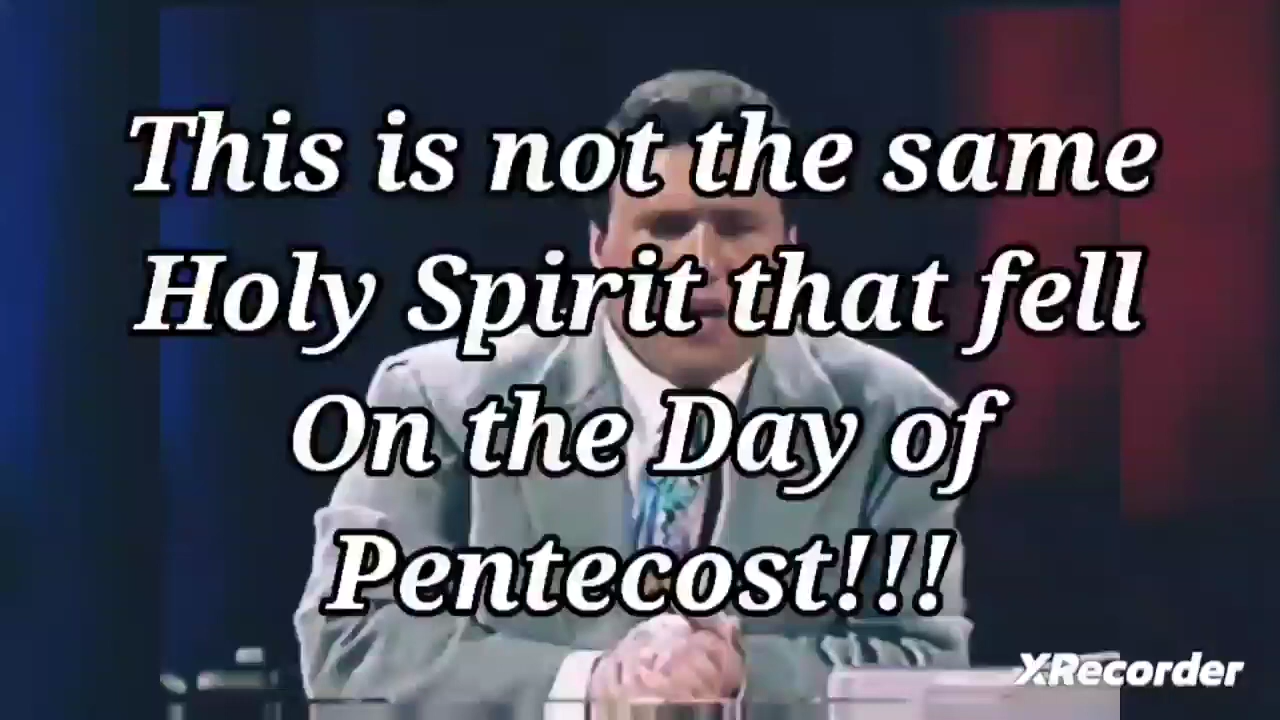 This is not the same
Holy Spirit that fell
On the Day of
Pentecost!!!
XRecorder